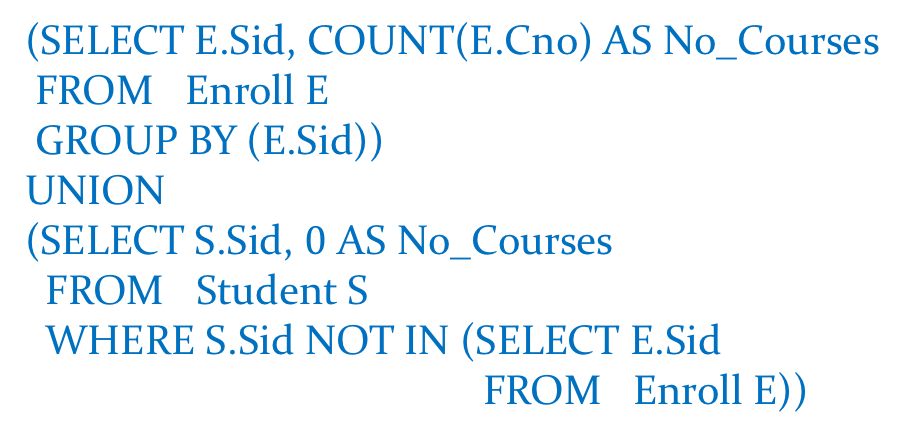 (SELECT E.Sid, COUNT(E.Cno) AS No_Courses
FROM Enroll E
GROUP BY (E.Sid))
UNION
(SELECT S.Sid, 0 AS No_Courses
FROM Student S
WHERE S.Sid NOT IN (SELECT E.Sid
FROM Enroll E))